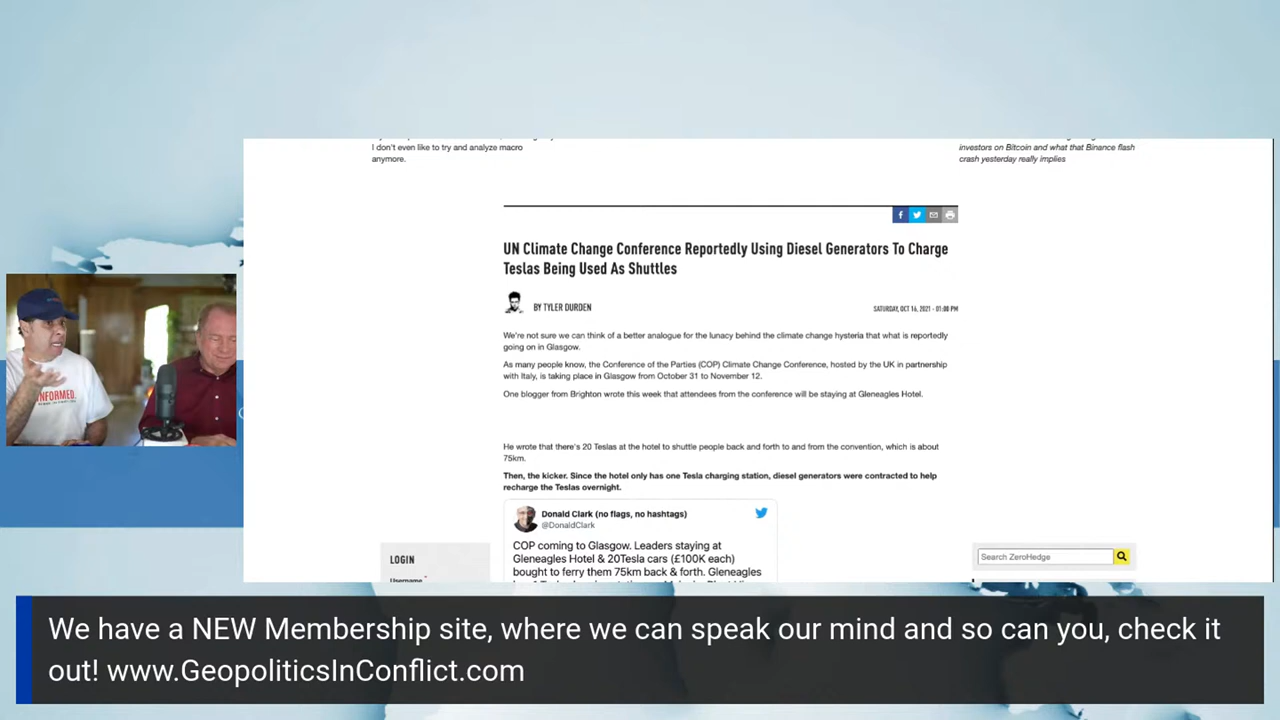 I don't even like to try and analyze macro
anymore.
investors on Bitcoin and what that Binance flash
crash yesterday really implies
UN Climate Change Conference Reportedly Using Diesel Generators To Charge
Teslas Being Used As Shuttles
BY TYLER DURDEN
SATURDAY, OCT 16, 2021 - 01:00 PM
We're not sure we can think of a better analogue for the lunacy behind the climate change hysteria that what is reportedly
going on in Glasgow.
As many people know, the Conference of the Parties (COP) Climate Change Conference, hosted by the UK in partnership
with Italy, is taking place in Glasgow from October 31 to November 12.
One blogger from Brighton wrote this week that attendees from the conference will be staying at Gleneagles Hotel.
He wrote that there's 20 Teslas at the hotel to shuttle people back and forth to and from the convention, which is about
75km.
Then, the kicker. Since the hotel only has one Tesla charging station, diesel generators were contracted to help
recharge the Teslas overnight.
Donald Clark (no flags, no hashtags)
@DonaldClark
COP coming to Glasgow. Leaders staying at
Gleneagles Hotel & 20Tesla cars (£100K each)
bought to ferry them 75km back & forth. Gleneagles
LOGIN
Username
Search ZeroHedge
NFORMED.
We have a NEW Membership site, where we can speak our mind and so can you, check it
out! www.GeopoliticsInConflict.com